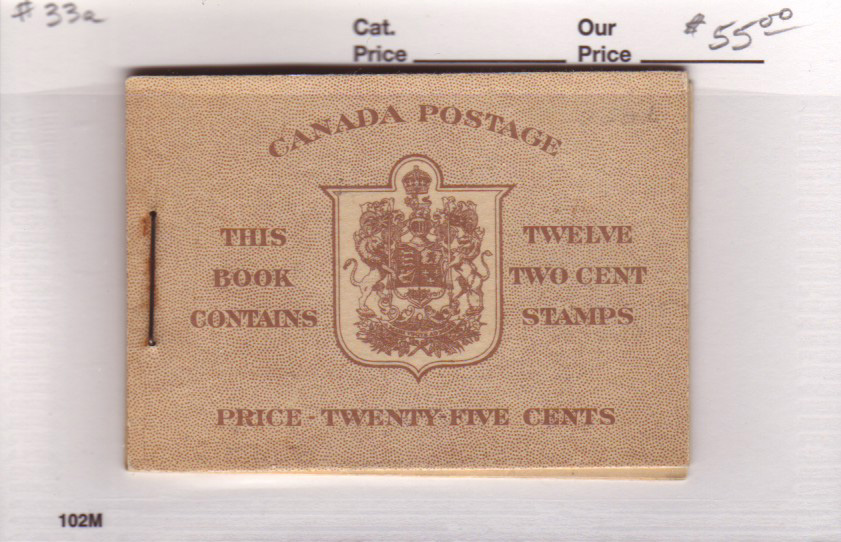 # 33a
Cat. Price
Our Price
$ 55.00
CANADA POSTAGE
THIS BOOK CONTAINS
TWELVE TWO CENT STAMPS
PRICE - TWENTY-FIVE CENTS
102M